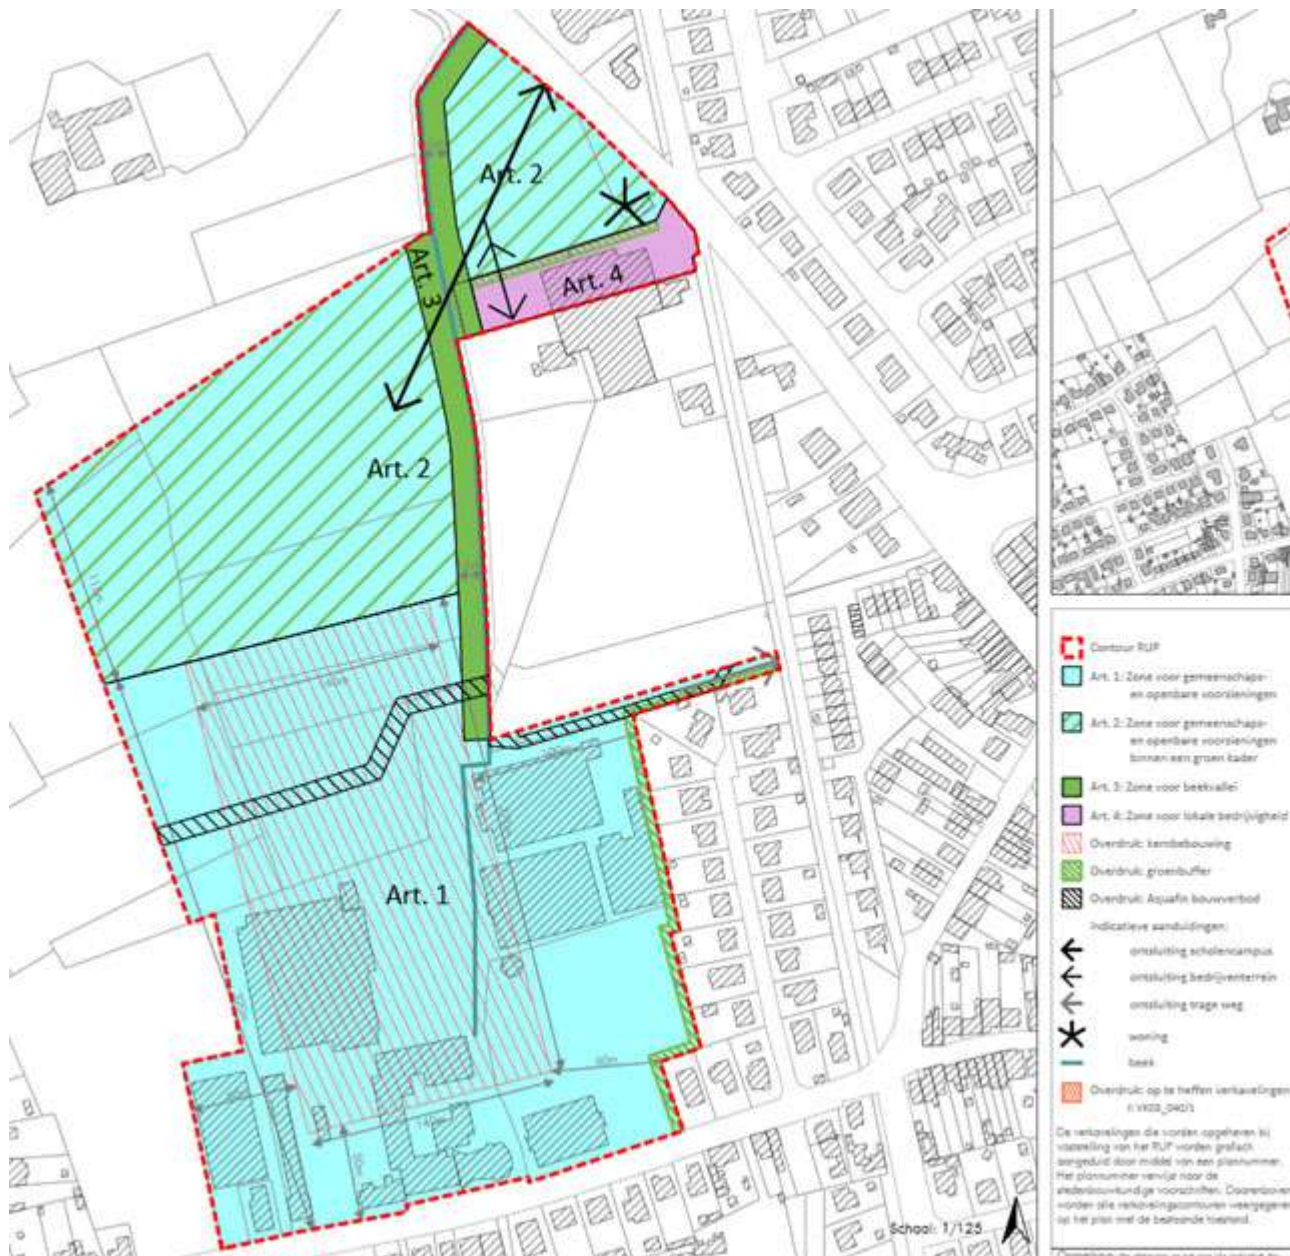 Art. 2
Art. 3
Art. 4
Art. 2
Art. 1
Schaal: 1/125
Contour RUP
Art. 1: Zone voor gemeenschaps-
en openbare voorzieningen
Art. 2: Zone voor gemeenschaps-
en openbare voorzieningen
binnen een groen kader
Art. 3: Zone voor beekvallei
Art. 4: Zone voor lokale bedrijvigheid
Overdruk: kernbebouwing
Overdruk: groenbuffer
Overdruk: Aquafin bouwverbod
Indicatieve aanduidingen:
ontsluiting scholencampus
ontsluiting bedrijventerrein
ontsluiting trage weg
woning
beek
Overdruk: op te heffen verkavelingen
De verkavelingen die worden opgeheven bij
vaststelling van het RUP worden grafisch
aangeduid door middel van een plannummer.
Het plannummer verwijst naar de
stedenbouwkundige voorschriften. Daarenboven
worden alle verkavelingscontouren weergegeven
op het plan met de bestaande toestand.